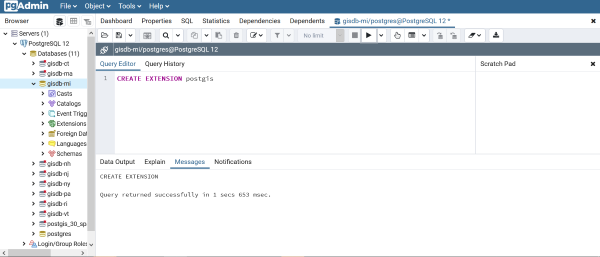 pgAdmin File Object Tools Help
Browser
Dashboard Properties SQL Statistics Dependencies Dependents gisdb-mi/postgres@PostgreSQL 12 *
Servers (1)
PostgreSQL 12
Databases (11)
gisdb-ct
gisdb-ma
gisdb-mi
Casts
Catalogs
Event Trigg
Extensions
Foreign Dat
Languages
Schemas
gisdb-nh
gisdb-nj
gisdb-ny
gisdb-pa
gisdb-ri
gisdb-vt
postgis_30_sp
postgres
Login/Group Roles
No limit
gisdb-mi/postgres@PostgreSQL 12
Query Editor Query History
Scratch Pad
1 CREATE EXTENSION postgis
Data Output Explain Messages Notifications
CREATE EXTENSION
Query returned successfully in 1 secs 653 msec.